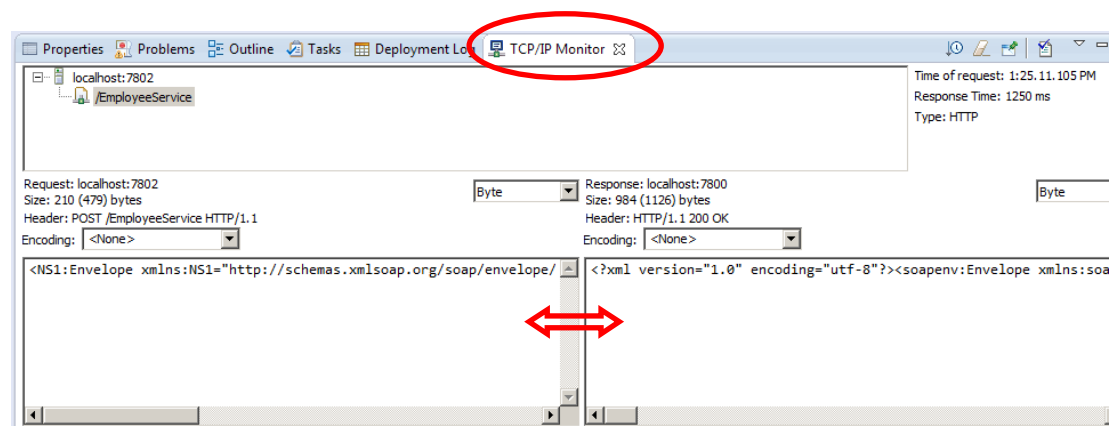 Properties Problems Outline Tasks Deployment Log TCP/IP Monitor
localhost:7802
/EmployeeService
Time of request: 1:25.11.105 PM
Response Time: 1250 ms
Type: HTTP
Request: localhost:7802
Size: 210 (479) bytes
Header: POST /EmployeeService HTTP/1.1
Byte
Encoding: <None>
<NS1:Envelope xmlns:NS1="http://schemas.xmlsoap.org/soap/envelope/
Response: localhost:7800
Size: 984 (1126) bytes
Header: HTTP/1.1 200 OK
Byte
Encoding: <None>
<?xml version="1.0" encoding="utf-8"?><soapenv:Envelope xmlns:soa